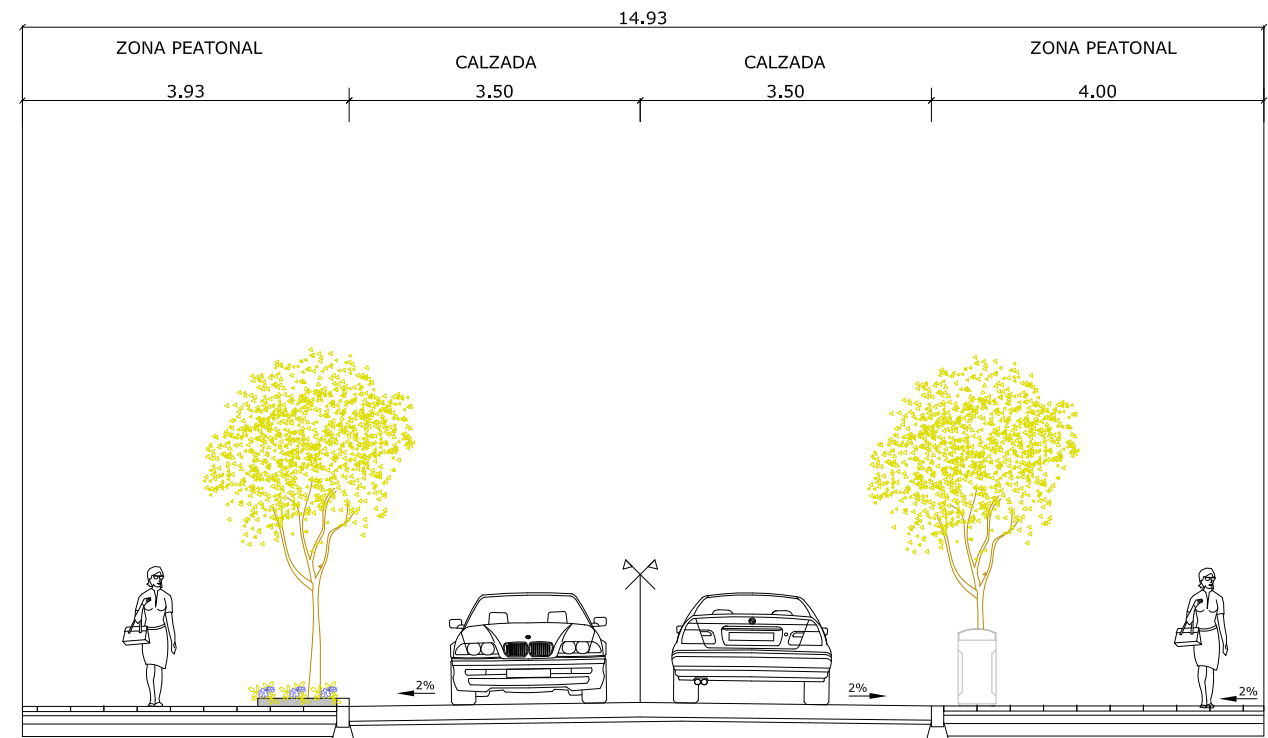 14.93
ZONA PEATONAL
CALZADA
CALZADA
ZONA PEATONAL
3.93
3.50
3.50
4.00
2%
2%
2%